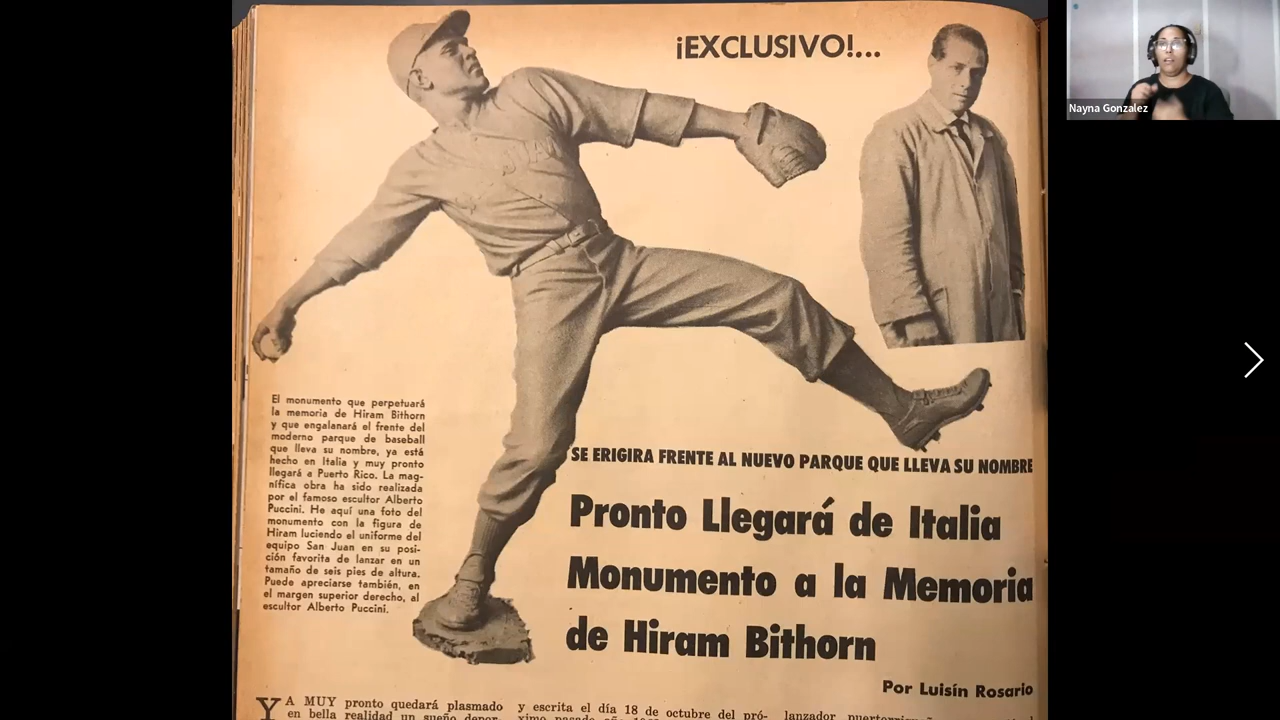 ¡EXCLUSIVO!...
Nayna Gonzalez
El monumento que perpetuará
la memoria de Hiram Bithorn
y que engalanará el frente del
moderno parque de baseball
que lleva su nombre, ya está
hecho en Italia y muy pronto
llegará a Puerto Rico. La mag-
nífica obra ha sido realizada
por el famoso escultor Alberto
Puccini. He aquí una foto del
monumento con la figura de
Hiram luciendo el uniforme del
equipo San Juan en su posi-
ción favorita de lanzar en un
tamaño de seis pies de altura.
Puede apreciarse también, en
el margen superior derecho, al
escultor Alberto Puccini.
SE ERIGIRA FRENTE AL NUEVO PARQUE QUE LLEVA SU NOMBRE
Pronto Llegará de Italia
Monumento a la Memoria
de Hiram Bithorn
Por Luisín Rosario
YA MUY pronto quedará plasmado
en bella realidad un sueño depor-
y escrita el día 18 de octubre del pró-
ximo pasado año
lanzador